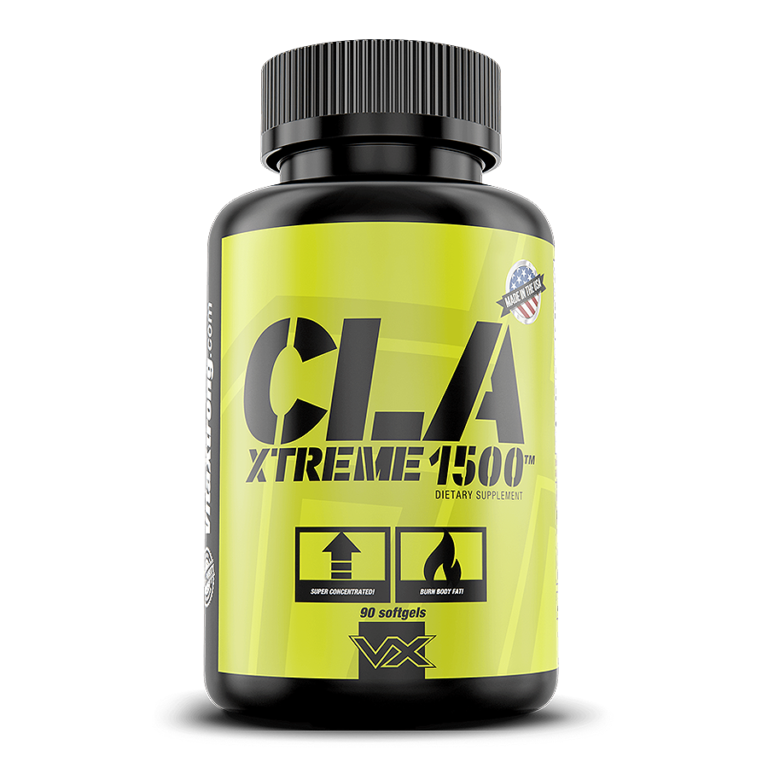 MADE IN THE USA
CLA
XTREME 1500™
DIETARY SUPPLEMENT
SUPER CONCENTRATED!
BURN BODY FAT!
90 softgels
VX
VitaXtrong.com